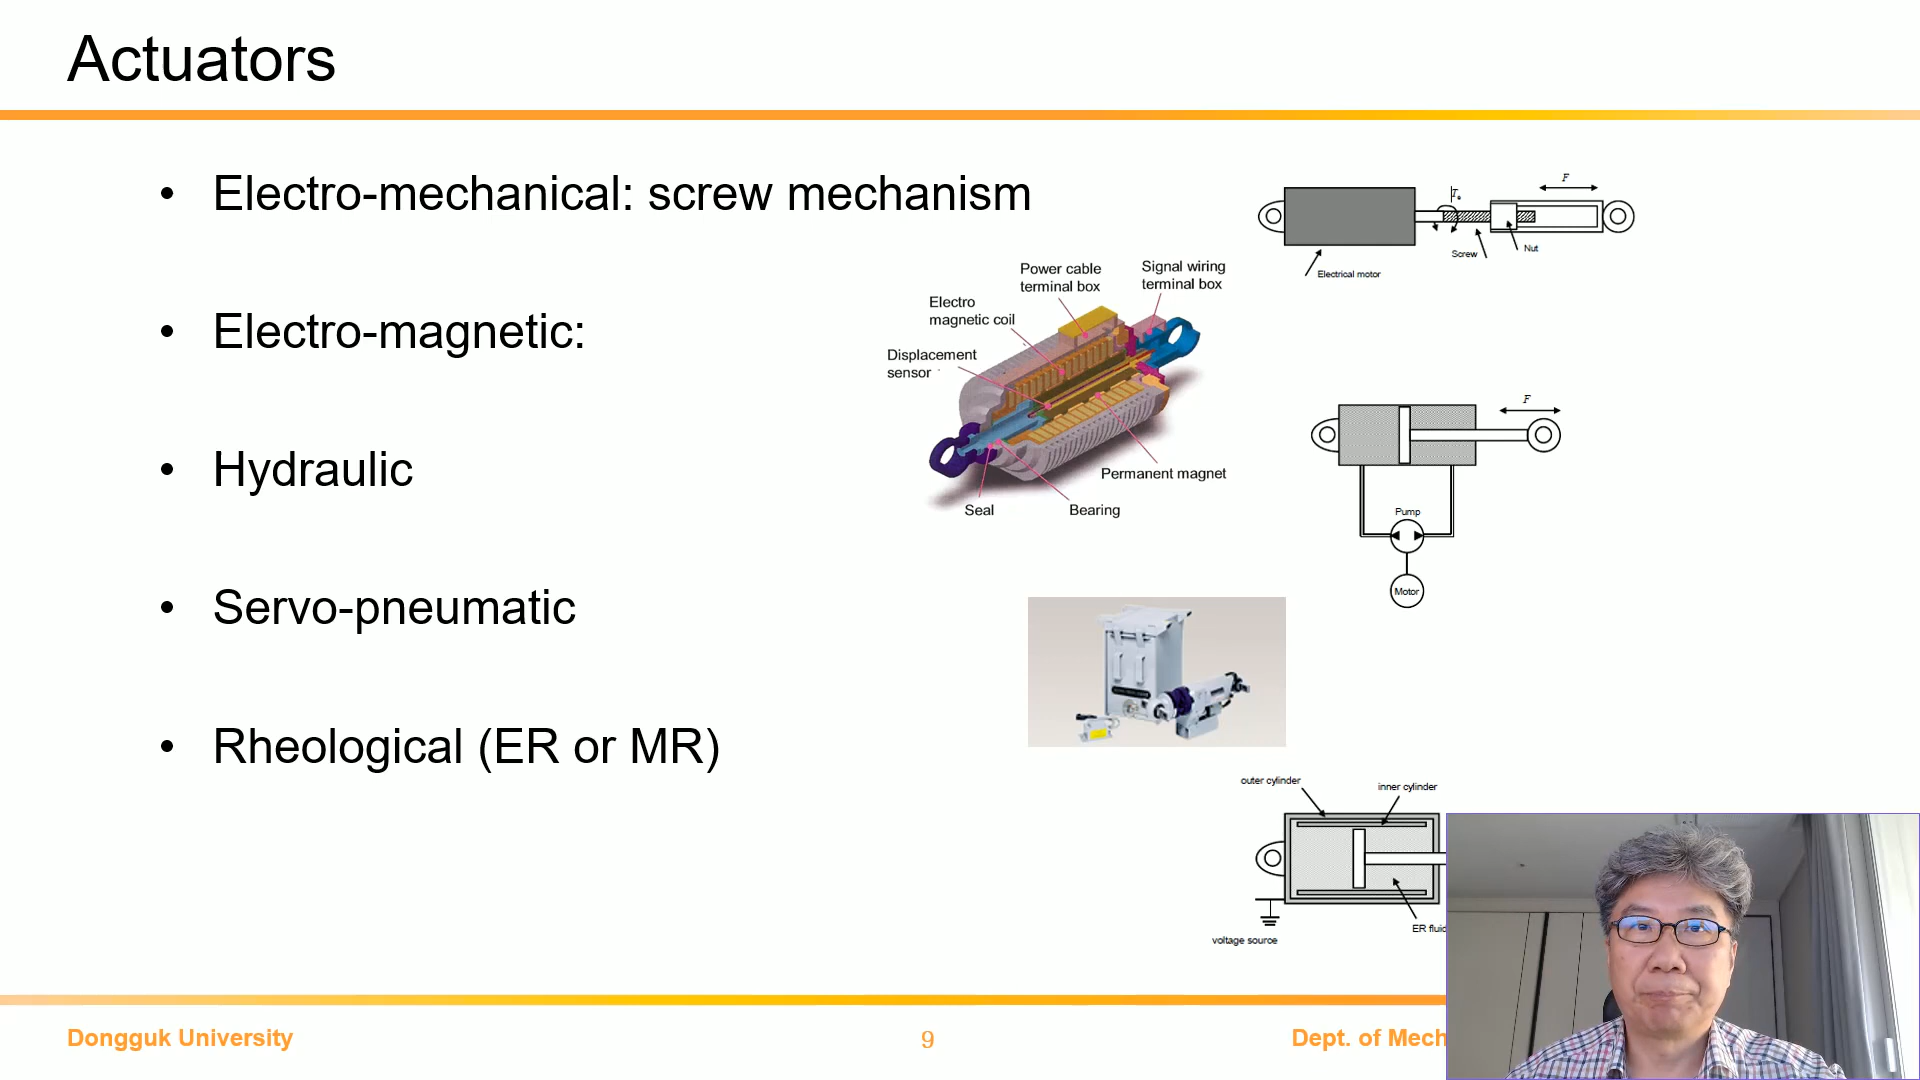 Actuators
• Electro-mechanical: screw mechanism
• Electro-magnetic:
• Hydraulic
• Servo-pneumatic
• Rheological (ER or MR)
F
Electrical motor
Screw
Nut
Power cable
terminal box
Signal wiring
terminal box
Electro
magnetic coil
Displacement
sensor
Permanent magnet
Seal
Bearing
F
Pump
Motor
outer cylinder
inner cylinder
voltage source
ER
Dongguk University
9
Dept. of Mech